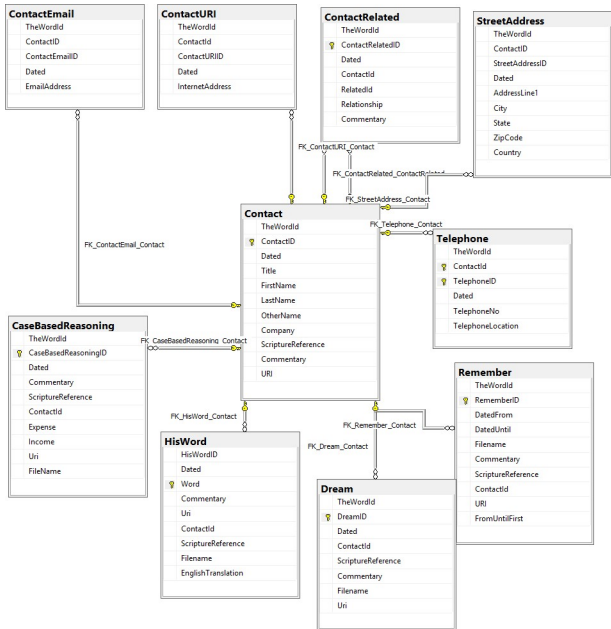 ContactEmail
TheWordId
ContactID
ContactEmailID
Dated
EmailAddress
ContactURI
TheWordId
ContactId
ContactURIID
Dated
InternetAddress
ContactRelated
TheWordId
ContactRelatedID
Dated
ContactId
RelatedId
Relationship
Commentary
StreetAddress
TheWordId
ContactID
StreetAddressID
Dated
AddressLine1
City
State
ZipCode
Country
FK_ContactURI_Contact
FK_ContactRelated_ContactRelated
FK_StreetAddress_Contact
FK_Telephone_Contact
FK_ContactEmail_Contact
Contact
TheWordId
ContactID
Dated
Title
FirstName
LastName
OtherName
Company
ScriptureReference
Commentary
URI
Telephone
TheWordId
ContactId
TelephoneID
Dated
TelephoneNo
TelephoneLocation
CaseBasedReasoning
TheWordId
CaseBasedReasoningID
Dated
Commentary
ScriptureReference
ContactId
Expense
Income
Uri
FileName
FK_CaseBasedReasoning_Contact
FK_HisWord_Contact
FK_Remember_Contact
FK_Dream_Contact
HisWord
HisWordID
Dated
Word
Commentary
Uri
ContactId
ScriptureReference
Filename
EnglishTranslation
Dream
TheWordId
DreamID
Dated
ContactId
ScriptureReference
Commentary
Filename
Uri
Remember
TheWordId
RememberID
DatedFrom
DatedUntil
Filename
Commentary
ScriptureReference
ContactId
URI
FromUntilFirst